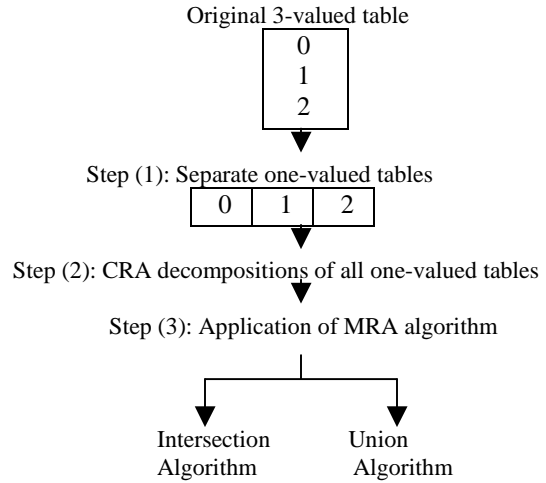 Original 3-valued table
0
1
2
Step (1): Separate one-valued tables
0 1 2
Step (2): CRA decompositions of all one-valued tables
Step (3): Application of MRA algorithm
Intersection Union
Algorithm Algorithm